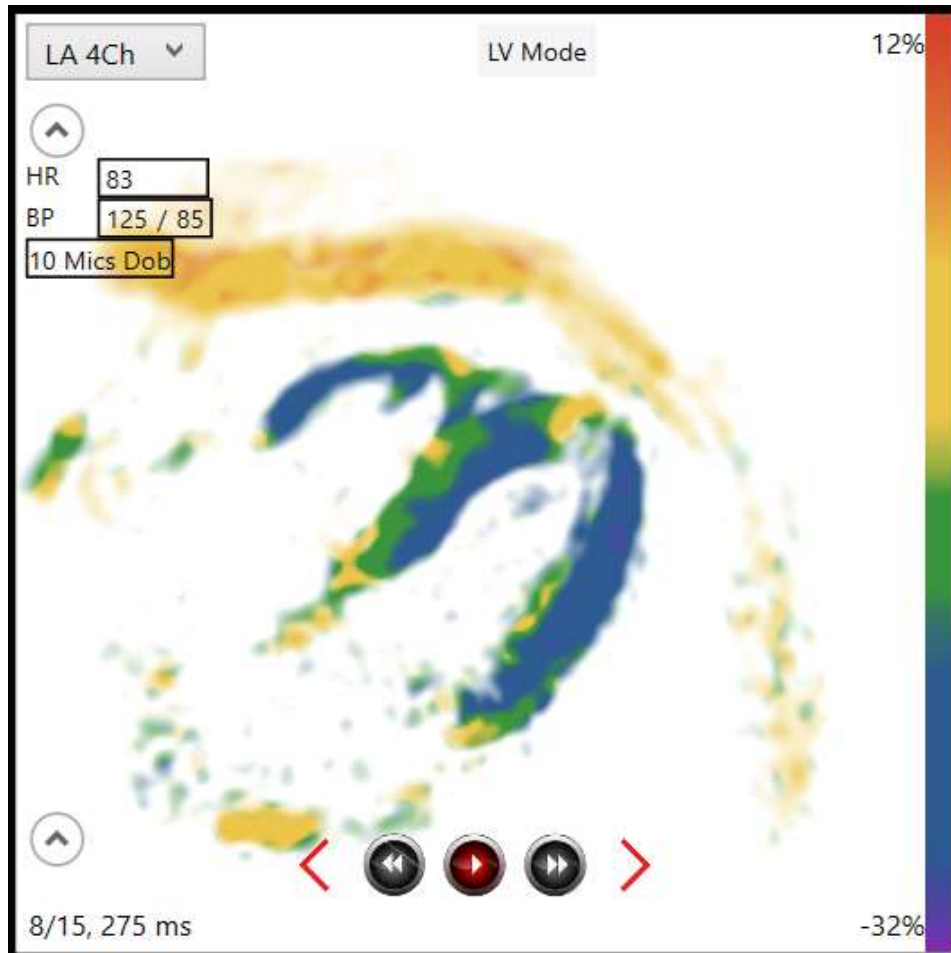 LA 4Ch
LV Mode
12%
HR 83
BP 125 / 85
10 Mics Dob
8/15, 275 ms
-32%